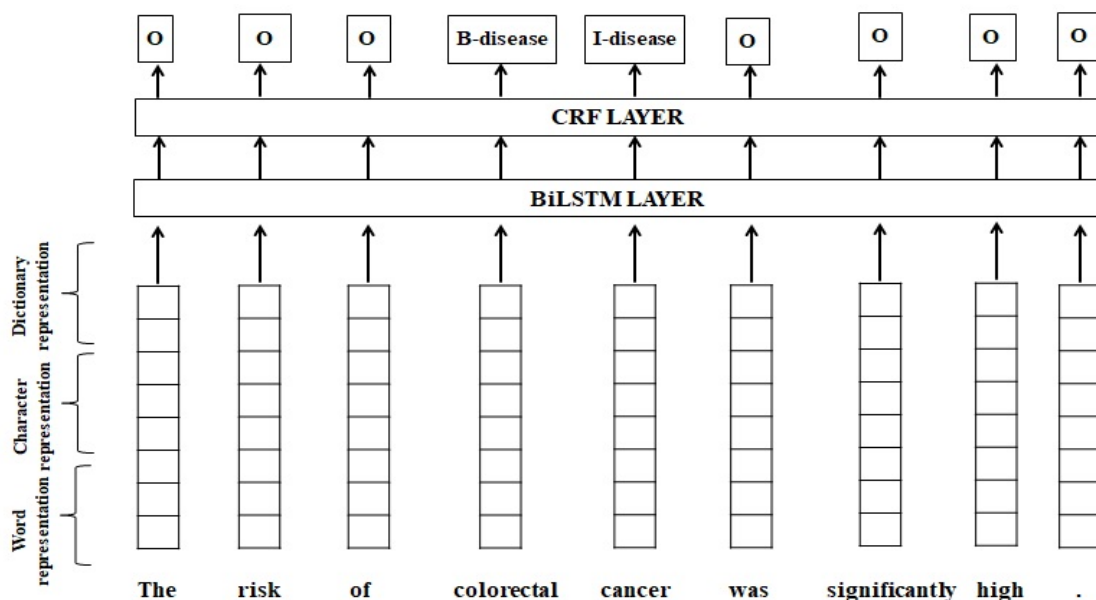 O O O B-disease I-disease O O O O
CRF LAYER
BiLSTM LAYER
Dictionary
representation
Character
representation
Word
representation
The risk of colorectal cancer was significantly high .